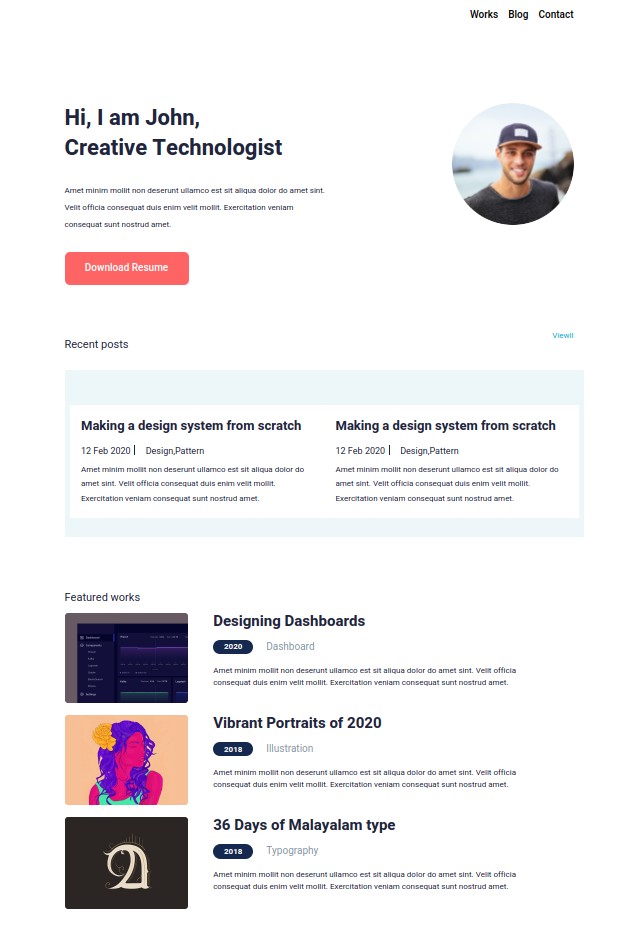 Works Blog Contact
Hi, I am John,
Creative Technologist
Amet minim mollit non deserunt ullamco est sit aliqua dolor do amet sint.
Velit officia consequat duis enim velit mollit. Exercitation veniam
consequat sunt nostrud amet.
Download Resume
Viewll
Recent posts
Making a design system from scratch
12 Feb 2020 | Design,Pattern
Amet minim mollit non deserunt ullamco est sit aliqua dolor do
amet sint. Velit officia consequat duis enim velit mollit.
Exercitation veniam consequat sunt nostrud amet.
Making a design system from scratch
12 Feb 2020 | Design,Pattern
Amet minim mollit non deserunt ullamco est sit aliqua dolor do
amet sint. Velit officia consequat duis enim velit mollit.
Exercitation veniam consequat sunt nostrud amet.
Featured works
Designing Dashboards
2020 Dashboard
Amet minim mollit non deserunt ullamco est sit aliqua dolor do amet sint. Velit officia
consequat duis enim velit mollit. Exercitation veniam consequat sunt nostrud amet.
Vibrant Portraits of 2020
2018 Illustration
Amet minim mollit non deserunt ullamco est sit aliqua dolor do amet sint. Velit officia
consequat duis enim velit mollit. Exercitation veniam consequat sunt nostrud amet.
36 Days of Malayalam type
2018 Typography
Amet minim mollit non deserunt ullamco est sit aliqua dolor do amet sint. Velit officia
consequat duis enim velit mollit. Exercitation veniam consequat sunt nostrud amet.